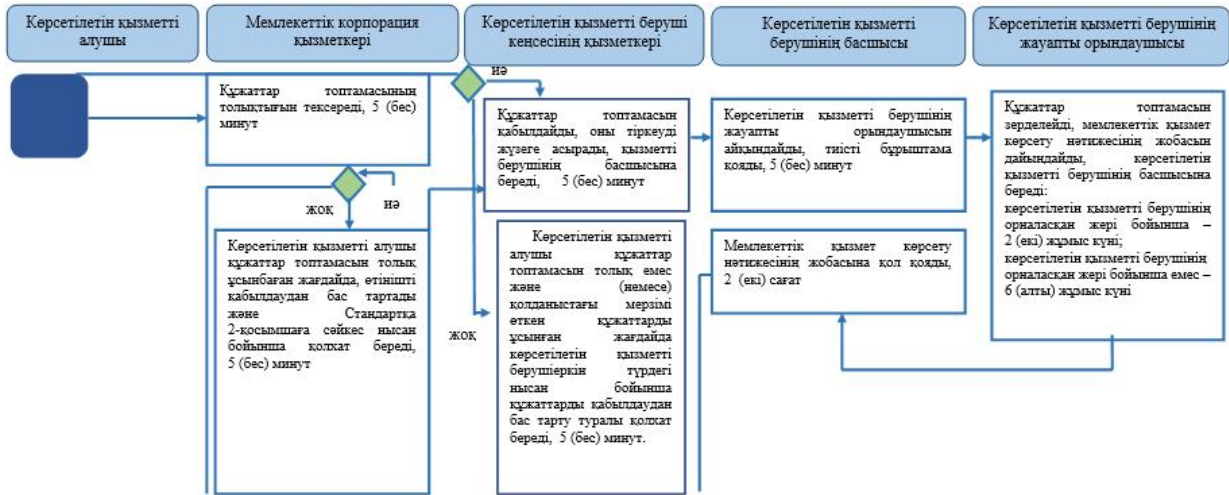 Көрсетілетін қызметті
алушы
Мемлекеттік корпорация
қызметкері
Көрсетілетін қызметті беруші
кеңсесінің қызметкері
Көрсетілетін қызметті
берушінің басшысы
Көрсетілетін қызметті берушінің
жауапты орындаушысы
Құжаттар топтамасының
толықтығын тексереді, 5 (бес)
минут
иә
жоқ
Көрсетілетін қызметті алушы
құжаттар топтамасын толық
ұсынбаған жағдайда, өтінішті
қабылдаудан бас тартады
және Стандартқа
2-қосымшаға сәйкес нысан
бойынша қолхат береді,
5 (бес) минут
иә
Құжаттар топтамасын
қабылдайды, оны тіркеуді
жүзеге асырады, қызметті
берушінің басшысына
береді, 5 (бес) минут
жоқ
Көрсетілетін қызметті
алушы құжаттар
топтамасын толық емес
және (немесе)
қолданыстағы мерзімі
өткен құжаттарды
ұсынған жағдайда
көрсетілетін қызметті
берушіеркін түрдегі
нысан бойынша
құжаттарды қабылдаудан
бас тарту туралы қолхат
береді, 5 (бес) минут.
Көрсетілетін қызметті берушінің
жауапты орындаушысын
айқындайды, тиісті бұрыштама
қояды, 5 (бес) минут
Мемлекеттік қызмет көрсету
нәтижесінің жобасына қол қояды,
2 (екі) сағат
Құжаттар топтамасын
зерделейді, мемлекеттік қызмет
көрсету нәтижесінің жобасын
дайындайды, көрсетілетін
қызметті берушінің басшысына
береді:
көрсетілетін қызметті берушінің
орналасқан жері бойынша –
2 (екі) жұмыс күні;
көрсетілетін қызметті берушінің
орналасқан жері бойынша емес –
6 (алты) жұмыс күні